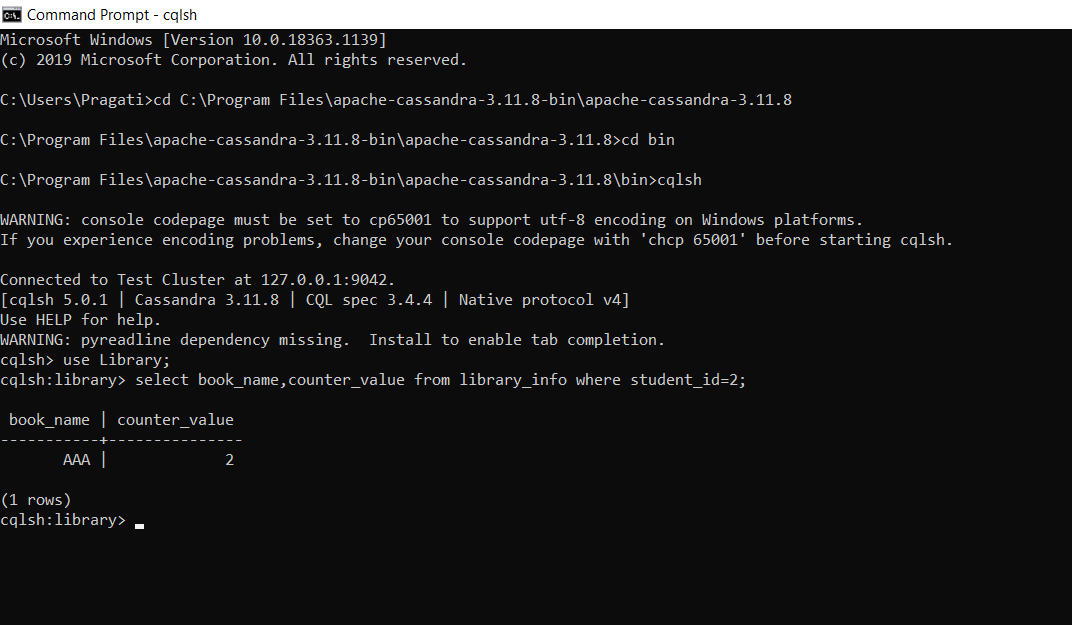 Command Prompt - cqlsh
Microsoft Windows [Version 10.0.18363.1139]
(c) 2019 Microsoft Corporation. All rights reserved.
C:\Users\Pragati>cd C:\Program Files\apache-cassandra-3.11.8-bin\apache-cassandra-3.11.8
C:\Program Files\apache-cassandra-3.11.8-bin\apache-cassandra-3.11.8>cd bin
C:\Program Files\apache-cassandra-3.11.8-bin\apache-cassandra-3.11.8\bin>cqlsh
WARNING: console codepage must be set to cp65001 to support utf-8 encoding on Windows platforms.
If you experience encoding problems, change your console codepage with 'chcp 65001' before starting cqlsh.
Connected to Test Cluster at 127.0.0.1:9042.
[cqlsh 5.0.1 | Cassandra 3.11.8 | CQL spec 3.4.4 | Native protocol v4]
Use HELP for help.
WARNING: pyreadline dependency missing.  Install to enable tab completion.
cqlsh> use Library;
cqlsh:library> select book_name,counter_value from library_info where student_id=2;
 book_name | counter_value
-----------+---------------
       AAA |             2
(1 rows)
cqlsh:library>